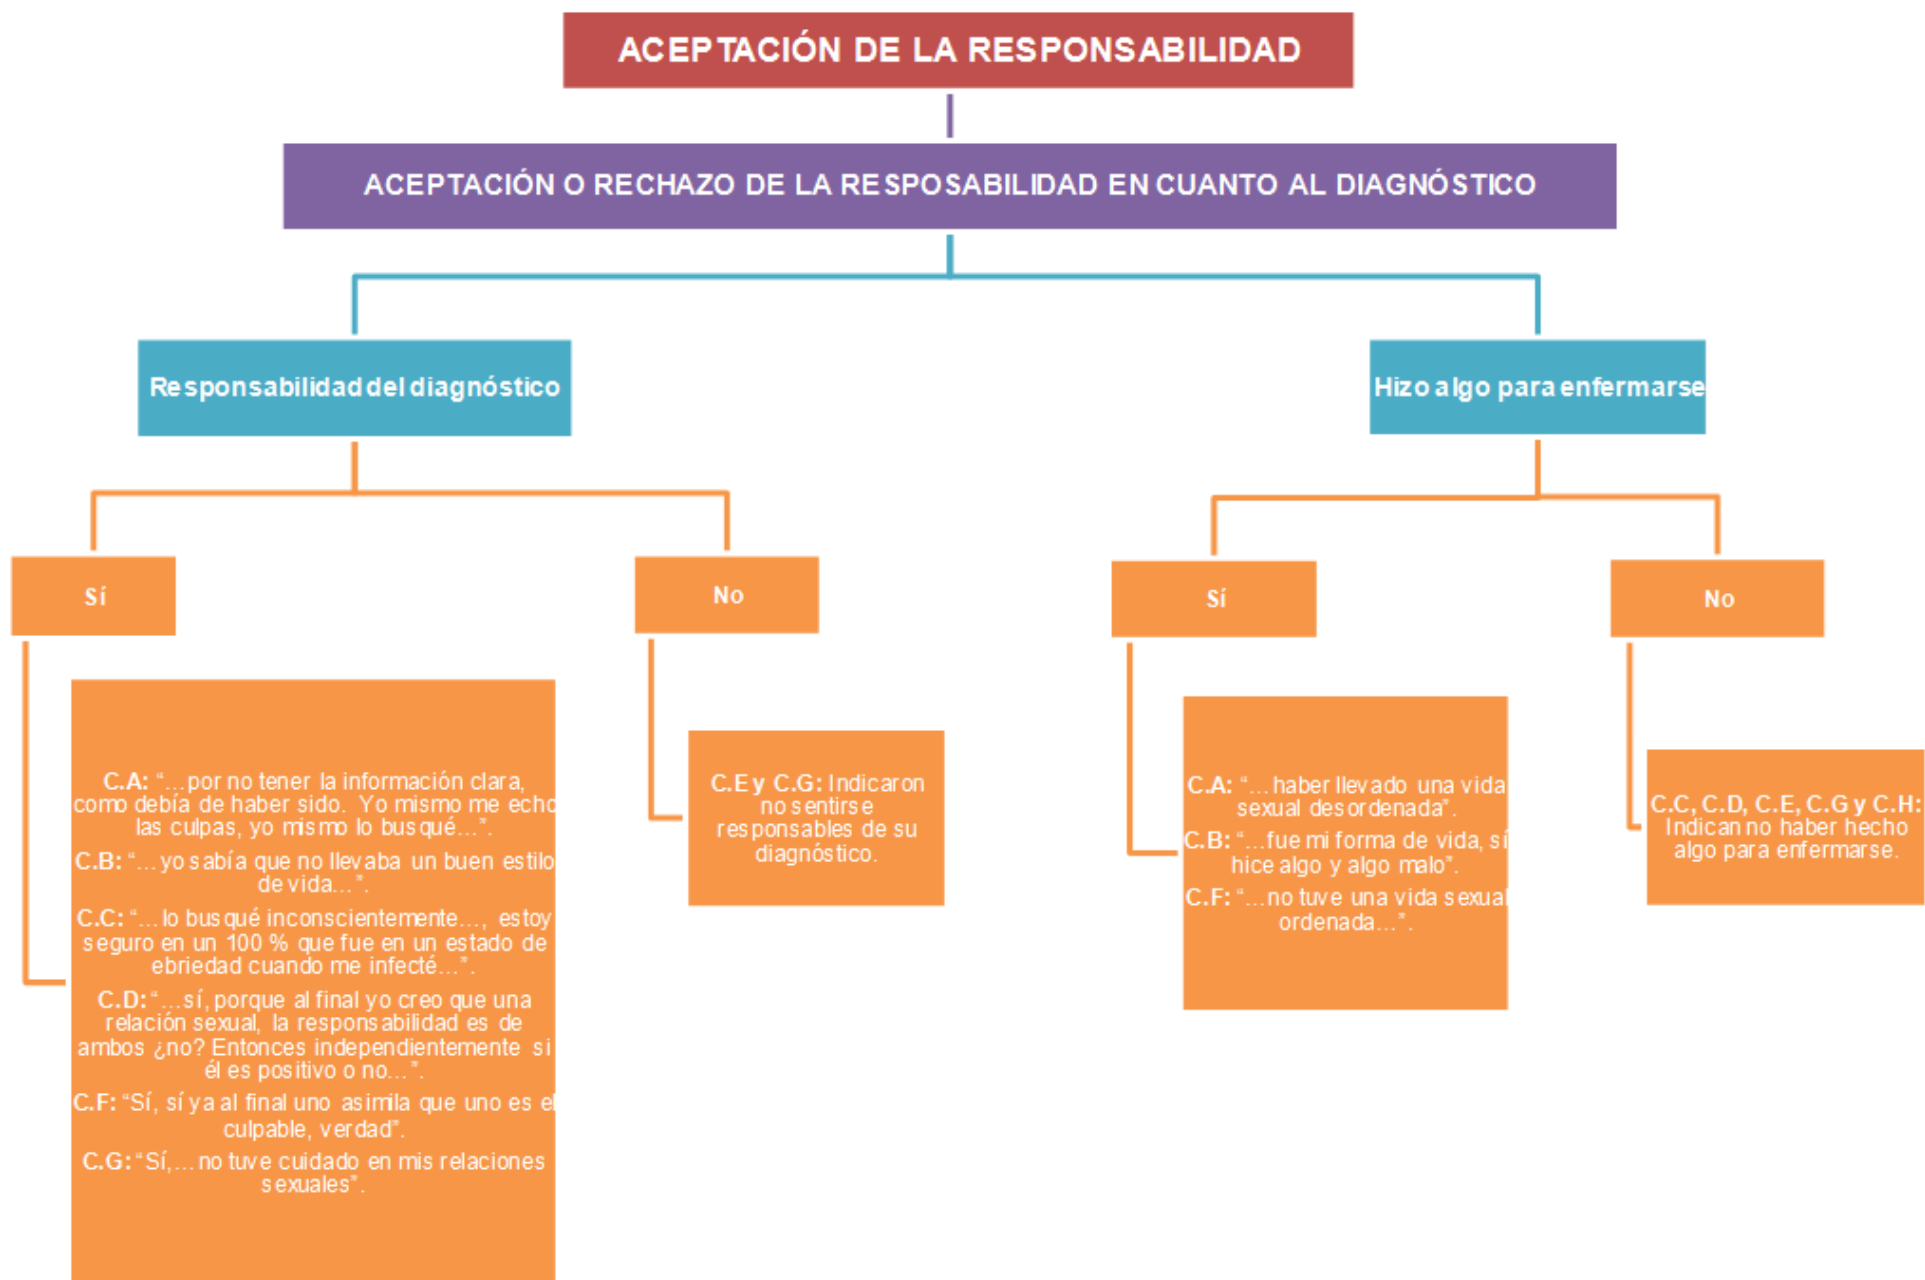 ACEPTACIÓN DE LA RESPONSABILIDAD
ACEPTACIÓN O RECHAZO DE LA RESPOSABILIDAD EN CUANTO AL DIAGNÓSTICO
Responsabilidad del diagnóstico
Hizo algo para enfermarse
Sí
No
Sí
No
C.A: “…por no tener la información clara,
como debía de haber sido. Yo mismo me echo
las culpas, yo mismo lo busqué…”.
C.B: “…yo sabía que no llevaba un buen estilo
de vida…”.
C.C: “…lo busqué inconscientemente…, estoy
seguro en un 100 % que fue en un estado de
ebriedad cuando me infecté…”.
C.D: “…sí, porque al final yo creo que una
relación sexual, la responsabilidad es de
ambos ¿no? Entonces independientemente si
él es positivo o no…”.
C.F: “Sí, sí ya al final uno asimila que uno es el
culpable, verdad”.
C.G: “Sí,…no tuve cuidado en mis relaciones
sexuales”.
C.E y C.G: Indicaron
no sentirse
responsables de su
diagnóstico.
C.A: “…haber llevado una vida
sexual desordenada”.
C.B: “…fue mi forma de vida, sí
hice algo y algo malo”.
C.F: “…no tuve una vida sexual
ordenada…”.
C.C, C.D, C.E, C.G y C.H:
Indican no haber hecho
algo para enfermarse.